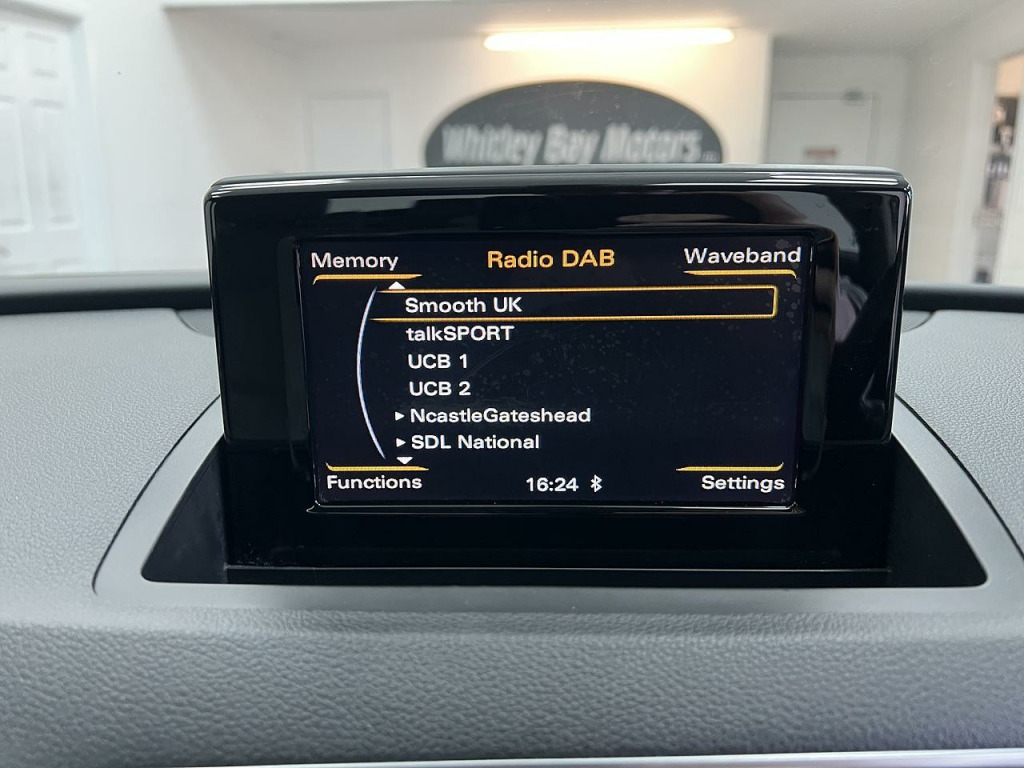 Whitley Bay Motors
Memory
Radio DAB
Waveband
Smooth UK
talkSPORT
UCB 1
UCB 2
NcastleGateshead
SDL National
Functions
16:24
Settings